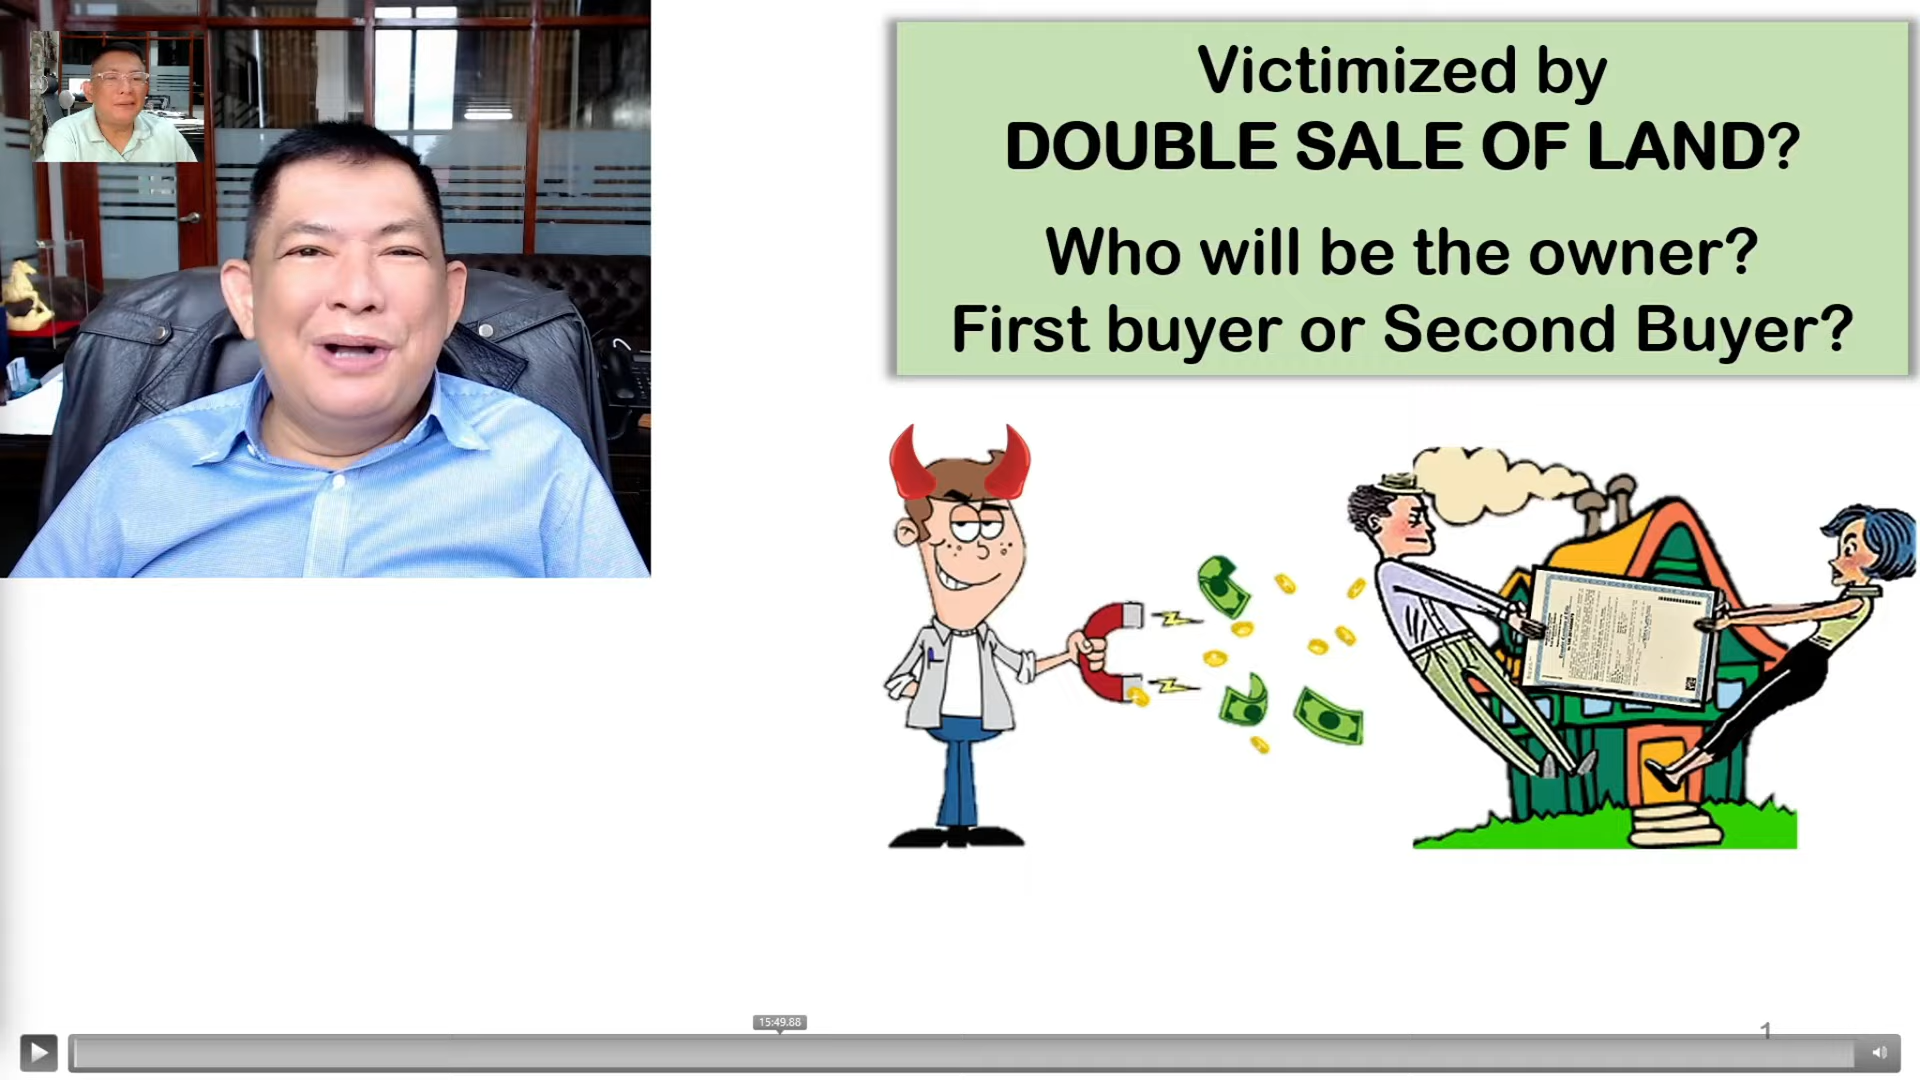 Victimized by
DOUBLE SALE OF LAND?
Who will be the owner?
First buyer or Second Buyer?
15:49.88
1